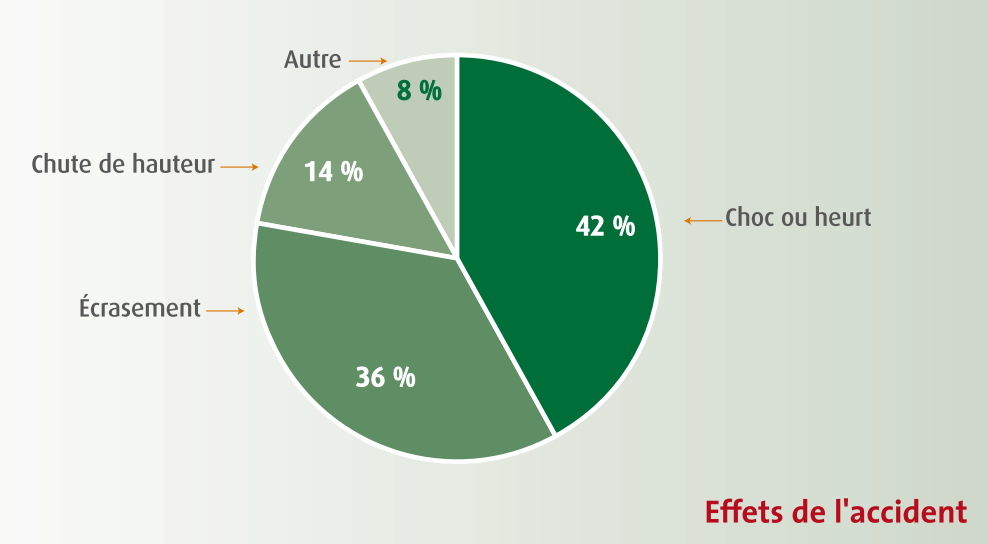 Autre
8 %
Chute de hauteur
14 %
42 %
Choc ou heurt
Écrasement
36 %
Effets de l'accident